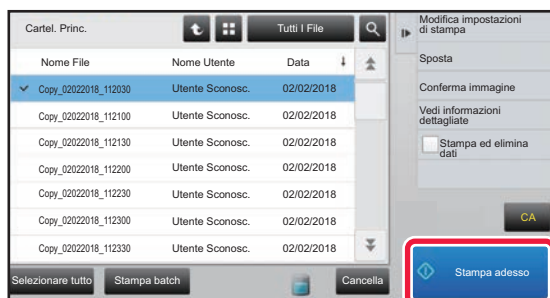 Cartel. Princ.
Tutti I File
Nome File Nome Utente Data
Copy_02022018_112030 Utente Sconosc. 02/02/2018
Copy_02022018_112100 Utente Sconosc. 02/02/2018
Copy_02022018_112130 Utente Sconosc. 02/02/2018
Copy_02022018_112200 Utente Sconosc. 02/02/2018
Copy_02022018_112230 Utente Sconosc. 02/02/2018
Copy_02022018_112300 Utente Sconosc. 02/02/2018
Copy_02022018_112330 Utente Sconosc. 02/02/2018
Selezionare tutto
Stampa batch
Cancella
Modifica impostazioni
di stampa
Sposta
Conferma immagine
Vedi informazioni
dettagliate
Stampa ed elimina
dati
CA
Stampa adesso